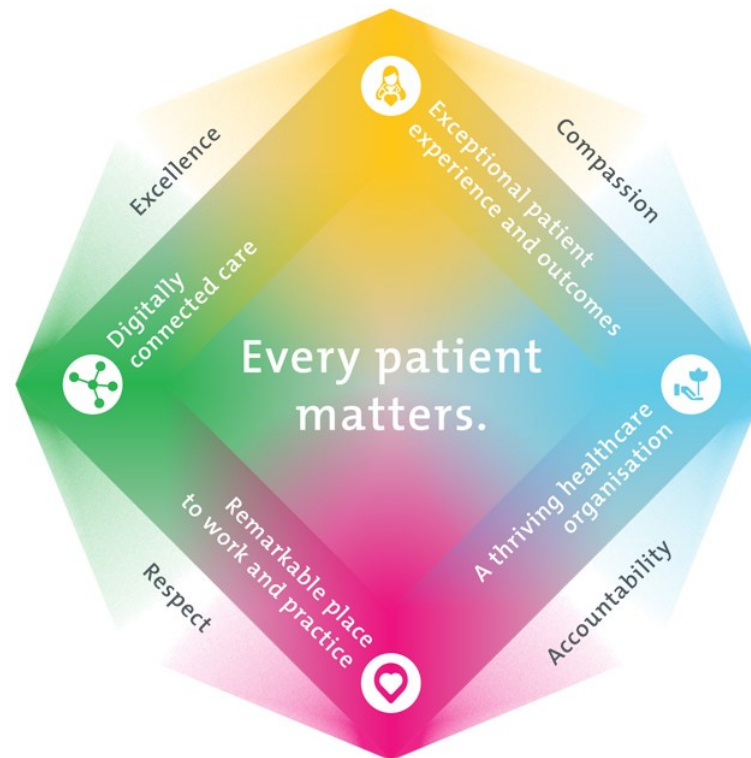 Excellence
Compassion
Exceptional patient
experience and outcomes
Digitally
connected care
Every patient
matters.
A thriving healthcare
organisation
Remarkable place
to work and practice
Respect
Accountability